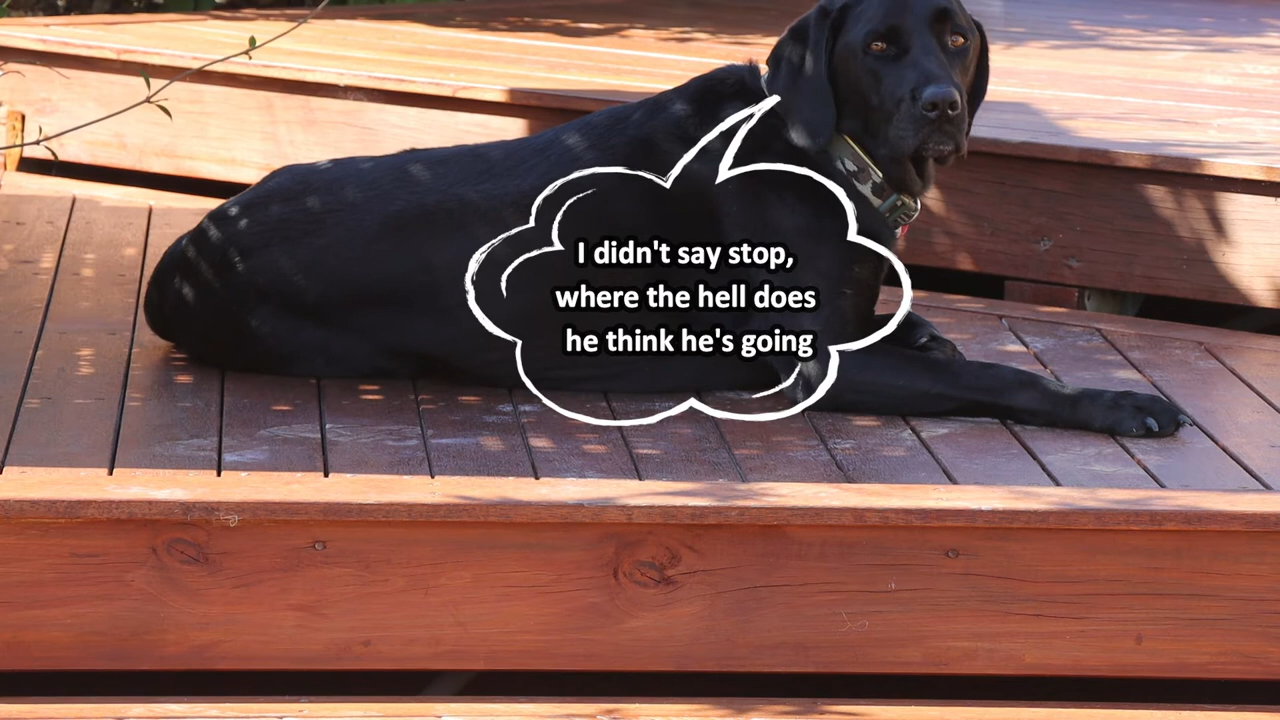 I didn't say stop,
where the hell does
he think he's going